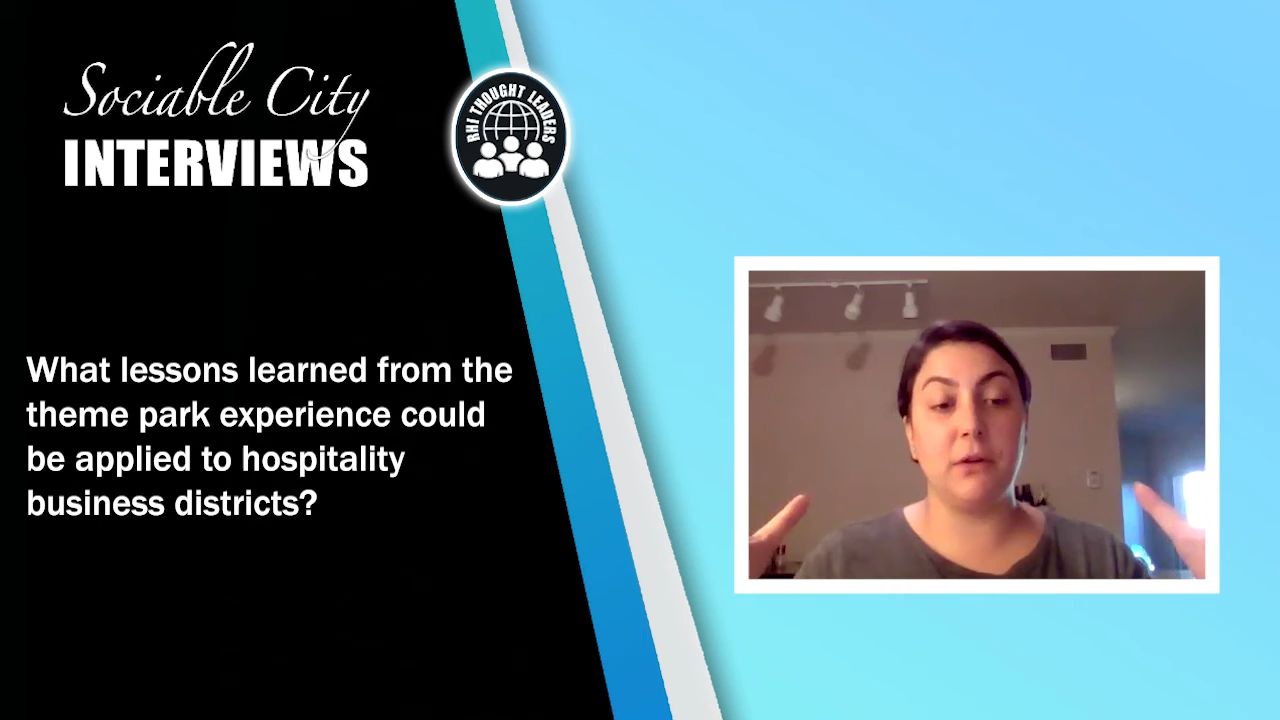 Sociable City
INTERVIEWS
RHI THOUGHT LEADERS
What lessons learned from the
theme park experience could
be applied to hospitality
business districts?